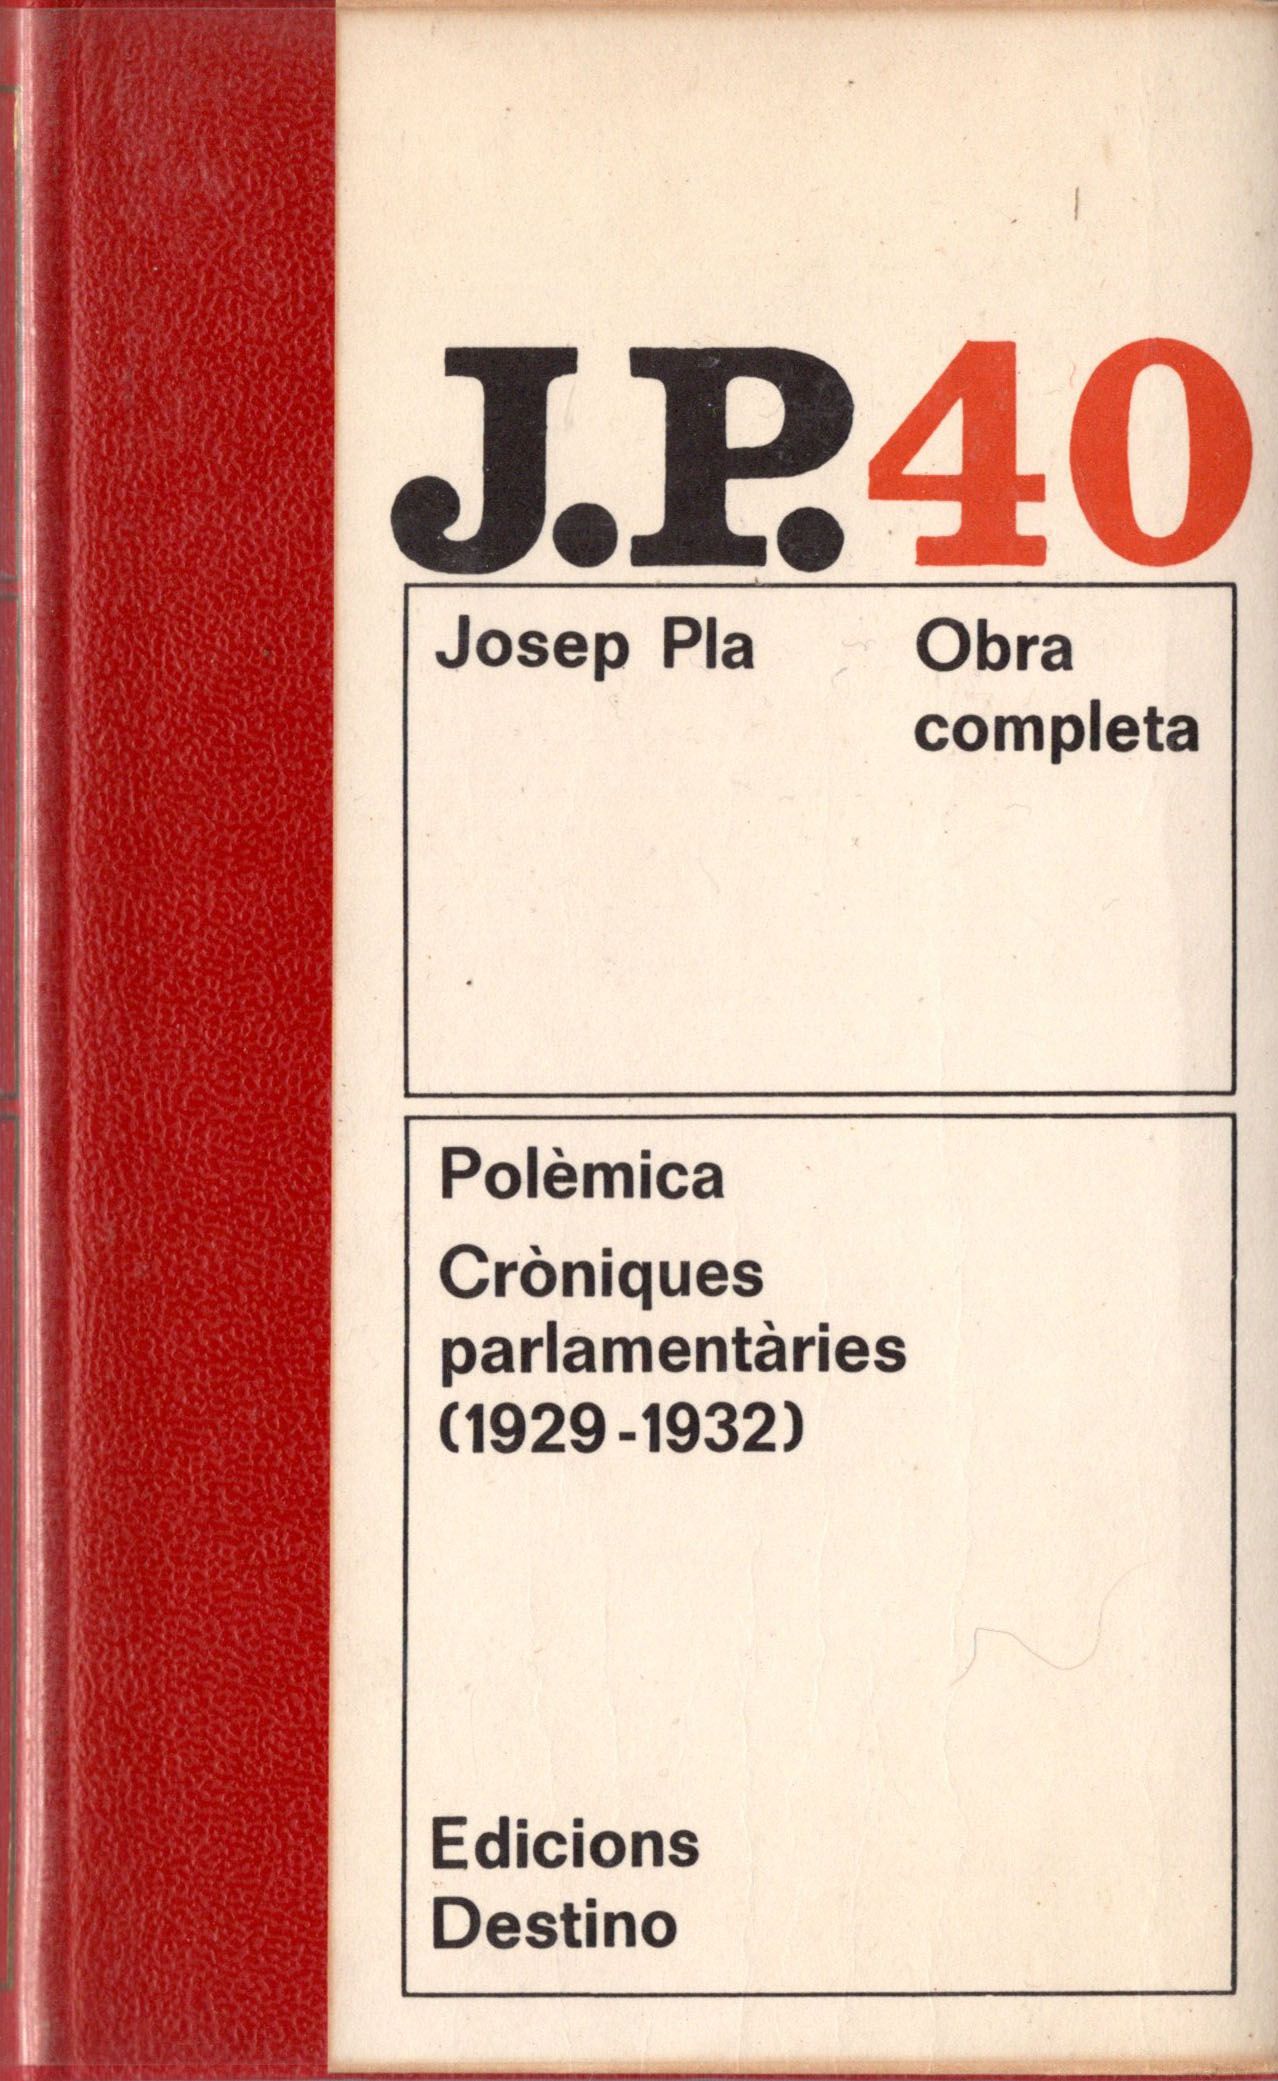 J.P.40
Josep Pla
Obra
completa
Polèmica
Cròniques
parlamentàries
(1929-1932)
Edicions
Destino